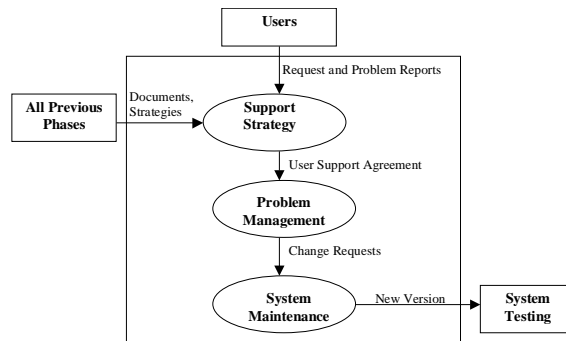 Users
Request and Problem Reports
All Previous
Phases
Documents,
Strategies
Support
Strategy
User Support Agreement
Problem
Management
Change Requests
System
Maintenance
New Version
System
Testing